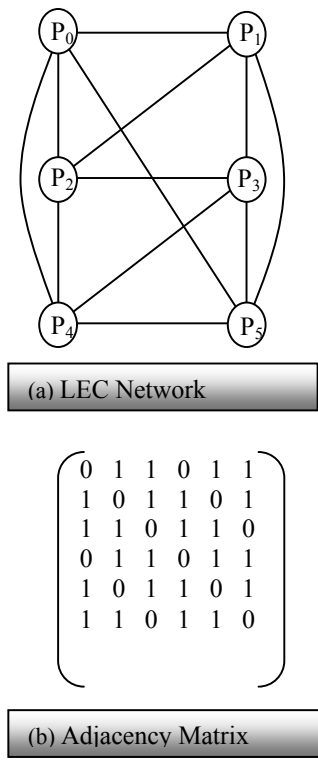 P₀ P₁
P₂ P₃
P₄ P₅
(a) LEC Network
0 1 1 0 1 1
1 0 1 1 0 1
1 1 0 1 1 0
0 1 1 0 1 1
1 0 1 1 0 1
1 1 0 1 1 0
(b) Adjacency Matrix